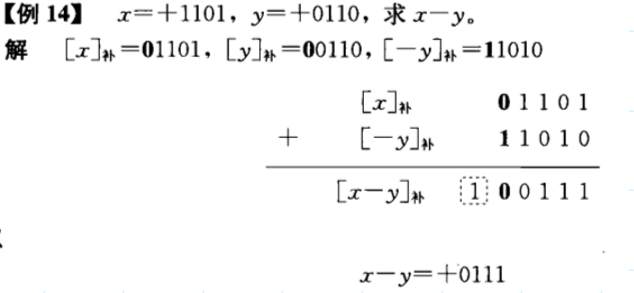 【例 14】 x=+1101, y=+0110, 求 x-y。
解 [x]补=01101, [y]补=00110, [-y]补=11010
[x]补 0 1 1 0 1
+ [-y]补 1 1 0 1 0
[x-y]补 1 0 0 1 1 1
x-y=+0111